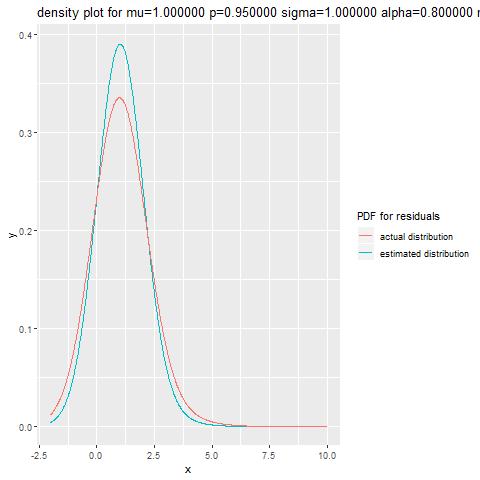 density plot for mu=1.000000 p=0.950000 sigma=1.000000 alpha=0.800000
0.4
0.3
0.2
0.1
0.0
y
-2.5
0.0
2.5
5.0
7.5
10.0
x
PDF for residuals
actual distribution
estimated distribution